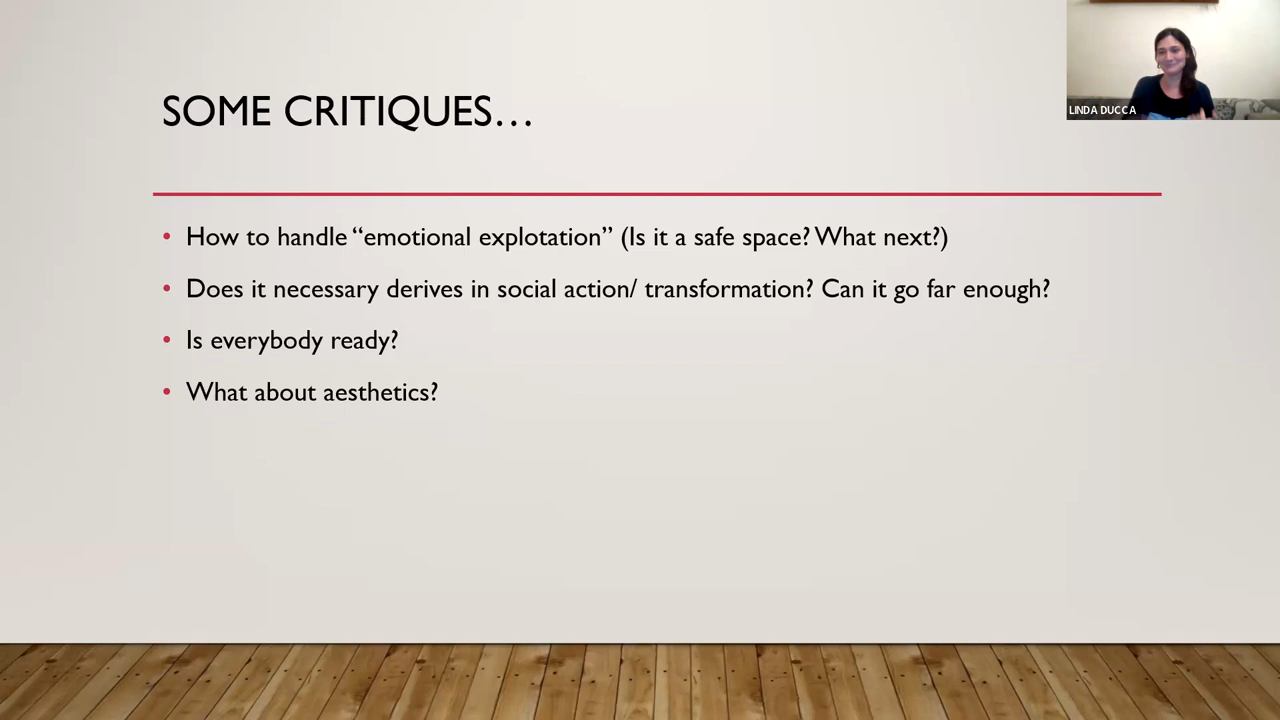 SOME CRITIQUES…
LINDA DUCCA
• How to handle “emotional explotation” (Is it a safe space? What next?)
• Does it necessary derives in social action/ transformation? Can it go far enough?
• Is everybody ready?
• What about aesthetics?